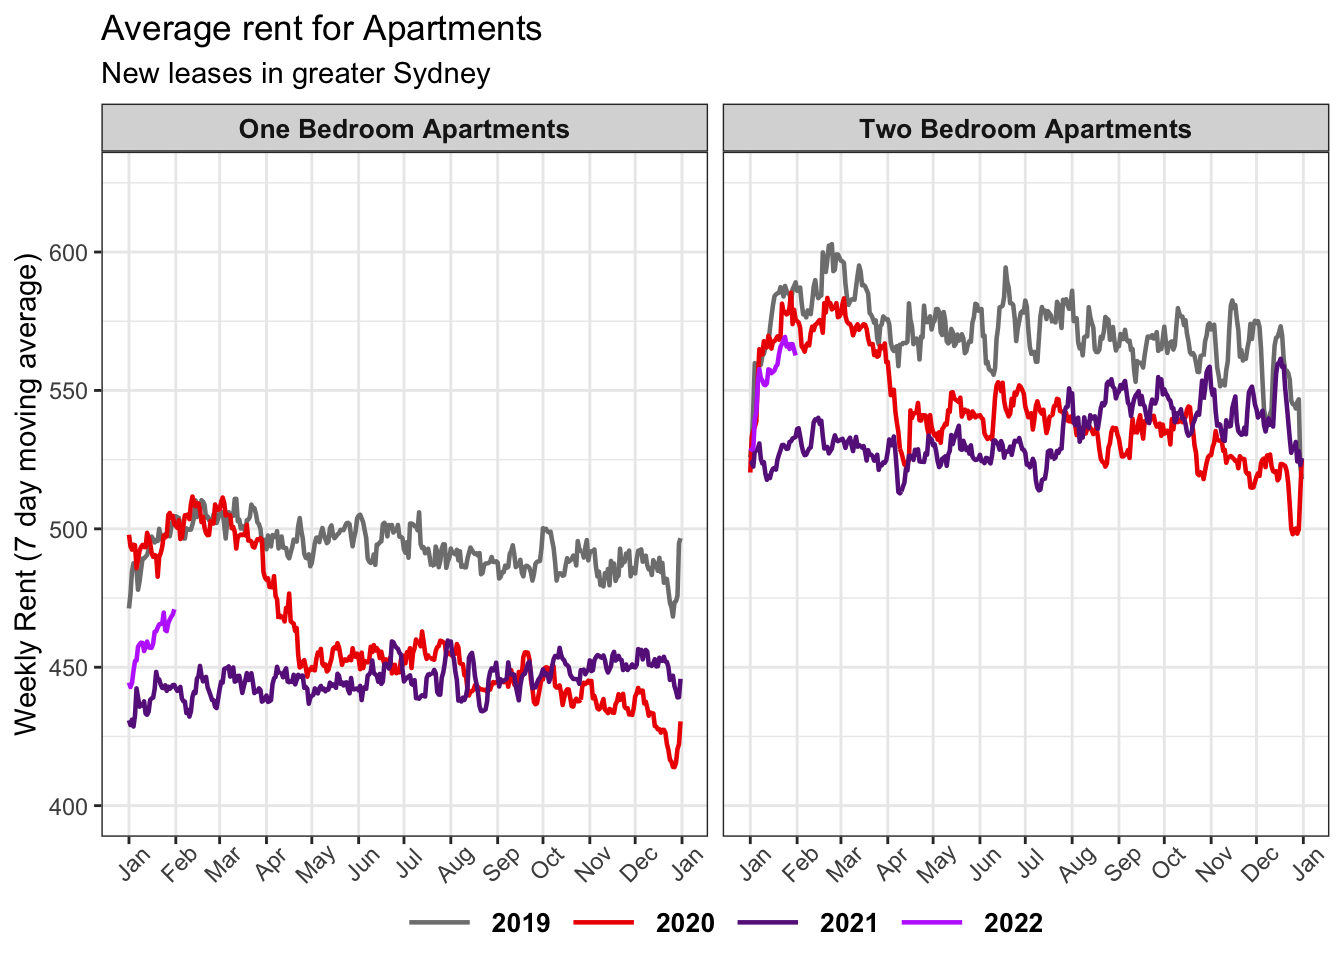 Average rent for Apartments
New leases in greater Sydney
One Bedroom Apartments
Two Bedroom Apartments
Weekly Rent (7 day moving average)
600
550
500
450
400
Jan Feb Mar Apr May Jun Jul Aug Sep Oct Nov Dec Jan
Jan Feb Mar Apr May Jun Jul Aug Sep Oct Nov Dec Jan
2019 2020 2021 2022